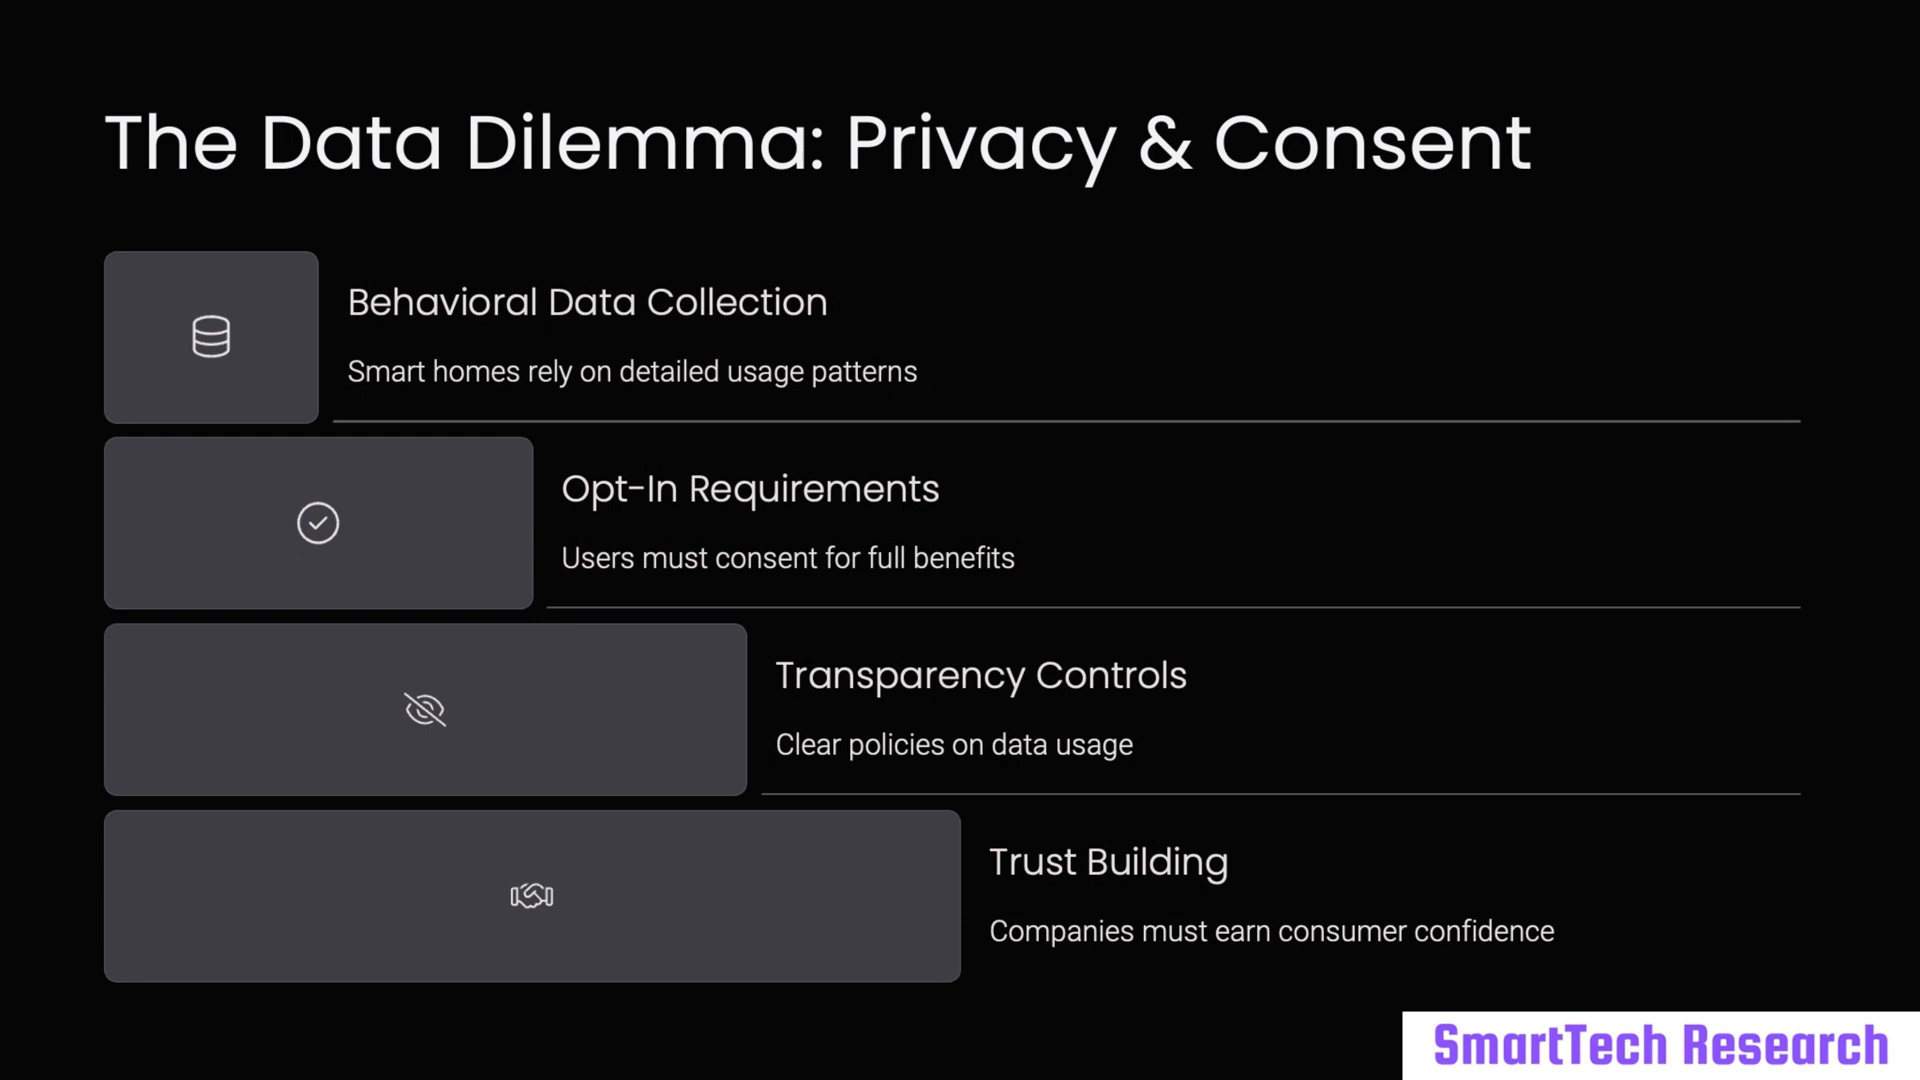 The Data Dilemma: Privacy & Consent
Behavioral Data Collection
Smart homes rely on detailed usage patterns
Opt-In Requirements
Users must consent for full benefits
Transparency Controls
Clear policies on data usage
Trust Building
Companies must earn consumer confidence
SmartTech Research